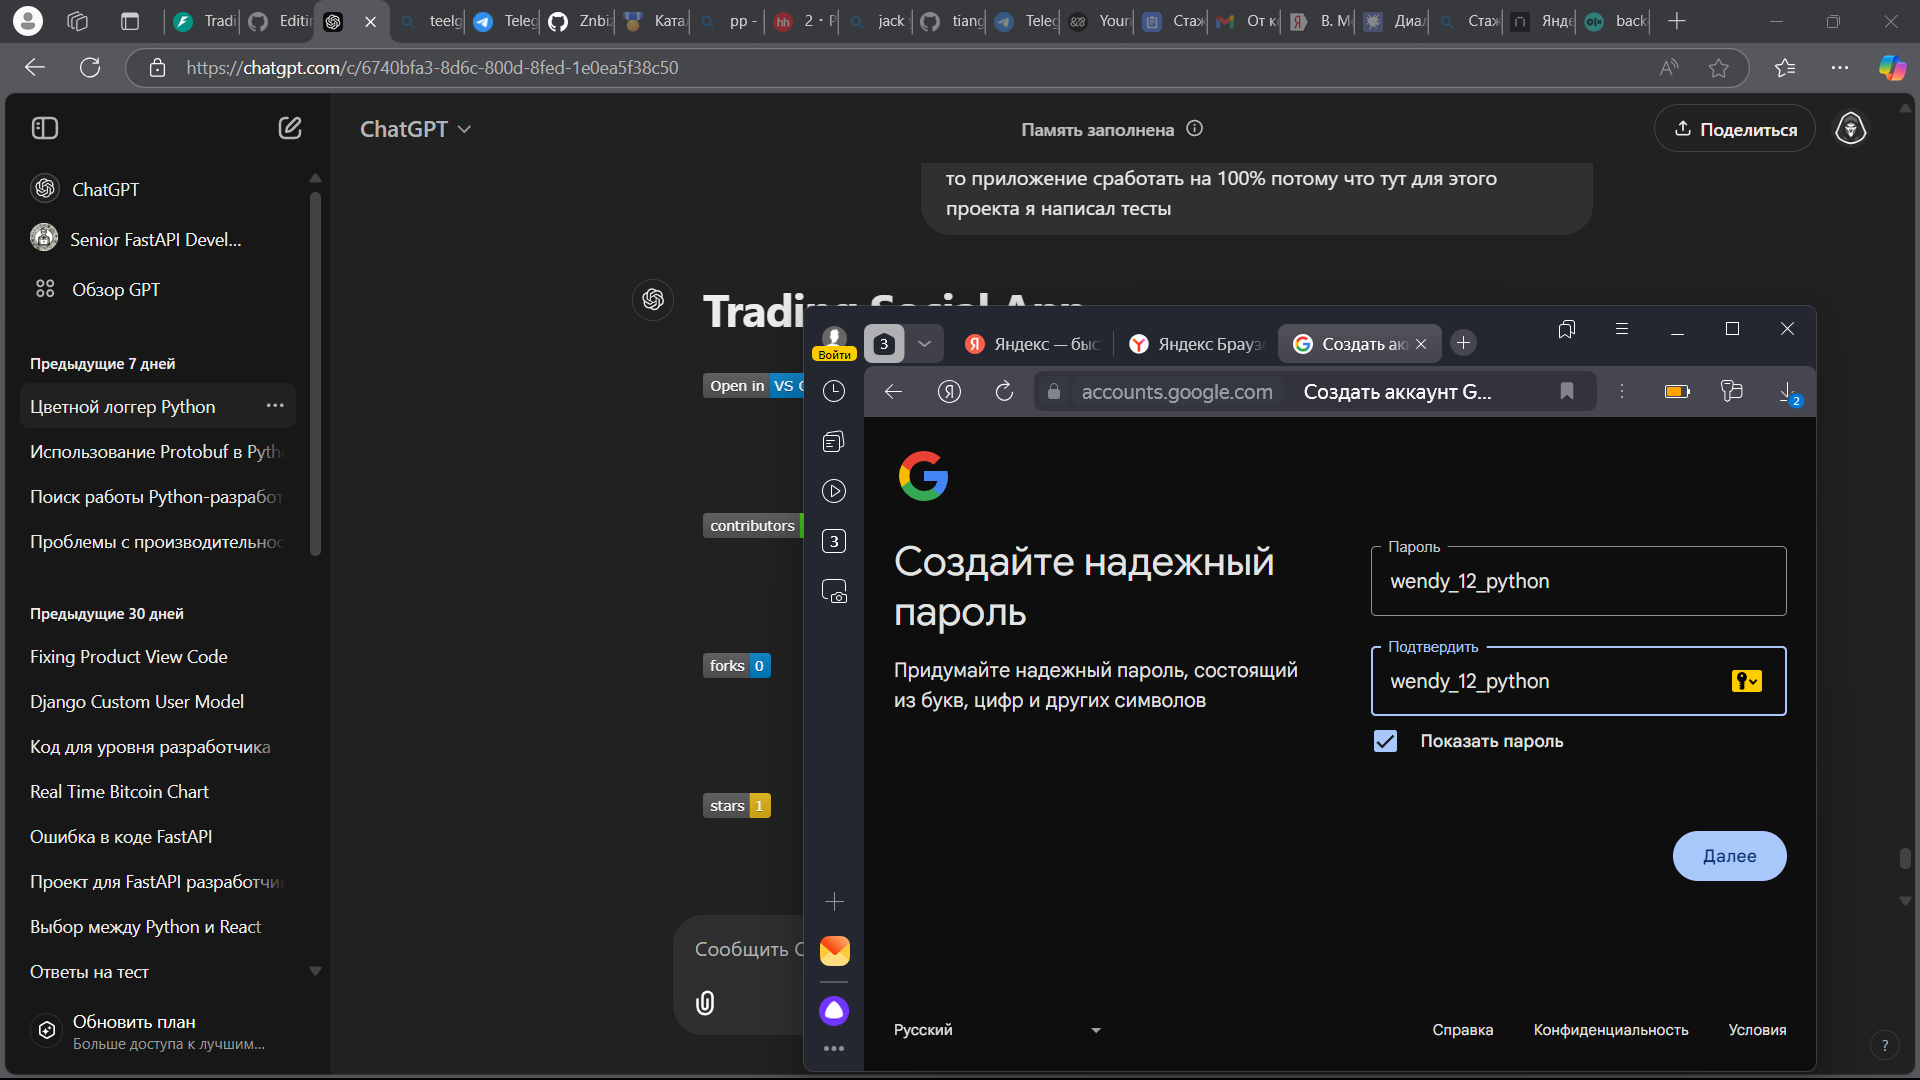 Tradi
Editi
teelg
Teleg
Znbi
Ката
pp -
hh
2 · P
jack
tiang
Teleg
Your
Стаж
От к
В. М
Диал
Стаж
Янде
olx
back
https://chatgpt.com/c/6740bfa3-8d6c-800d-8fed-1e0ea5f38c50
ChatGPT
Память заполнена
Поделиться
ChatGPT
Senior FastAPI Devel...
Обзор GPT
Предыдущие 7 дней
Цветной логгер Python
Использование Protobuf в Pyth
Поиск работы Python-разработ
Проблемы с производительнос
Предыдущие 30 дней
Fixing Product View Code
Django Custom User Model
Код для уровня разработчика
Real Time Bitcoin Chart
Ошибка в коде FastAPI
Проект для FastAPI разработчи
Выбор между Python и React
Ответы на тест
Обновить план
Больше доступа к лучшим...
то приложение сработать на 100% потому что тут для этого
проекта я написал тесты
Trading Social App
Open in VS C
contributors
forks 0
stars 1
Сообщить C
?
Войти
3
Я
Яндекс — быс
Яндекс Брауз
Создать ак
Я
accounts.google.com
Создать аккаунт G...
2
3
Создайте надежный
пароль
Придумайте надежный пароль, состоящий
из букв, цифр и других символов
Пароль
wendy_12_python
Подтвердить
wendy_12_python
Показать пароль
Далее
Русский
Справка
Конфиденциальность
Условия